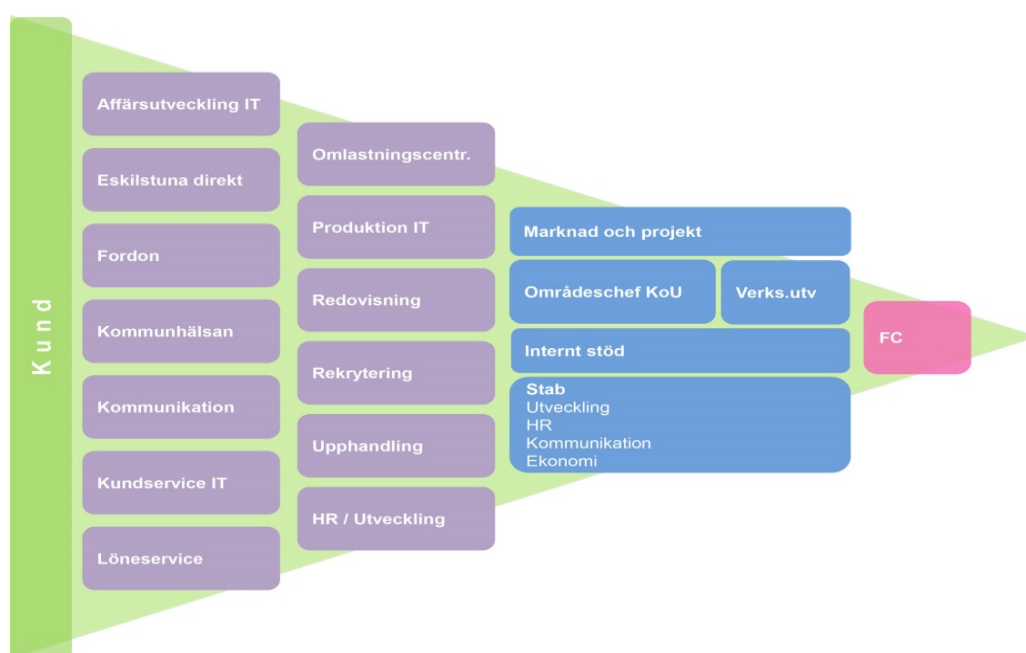 Kund
Affärsutveckling IT
Eskilstuna direkt
Fordon
Kommunhälsan
Kommunikation
Kundservice IT
Löneservice
Omlastningscentr.
Produktion IT
Redovisning
Rekrytering
Upphandling
HR / Utveckling
Marknad och projekt
Områdeschef KoU
Verks.utv
Internt stöd
Stab
Utveckling
HR
Kommunikation
Ekonomi
FC